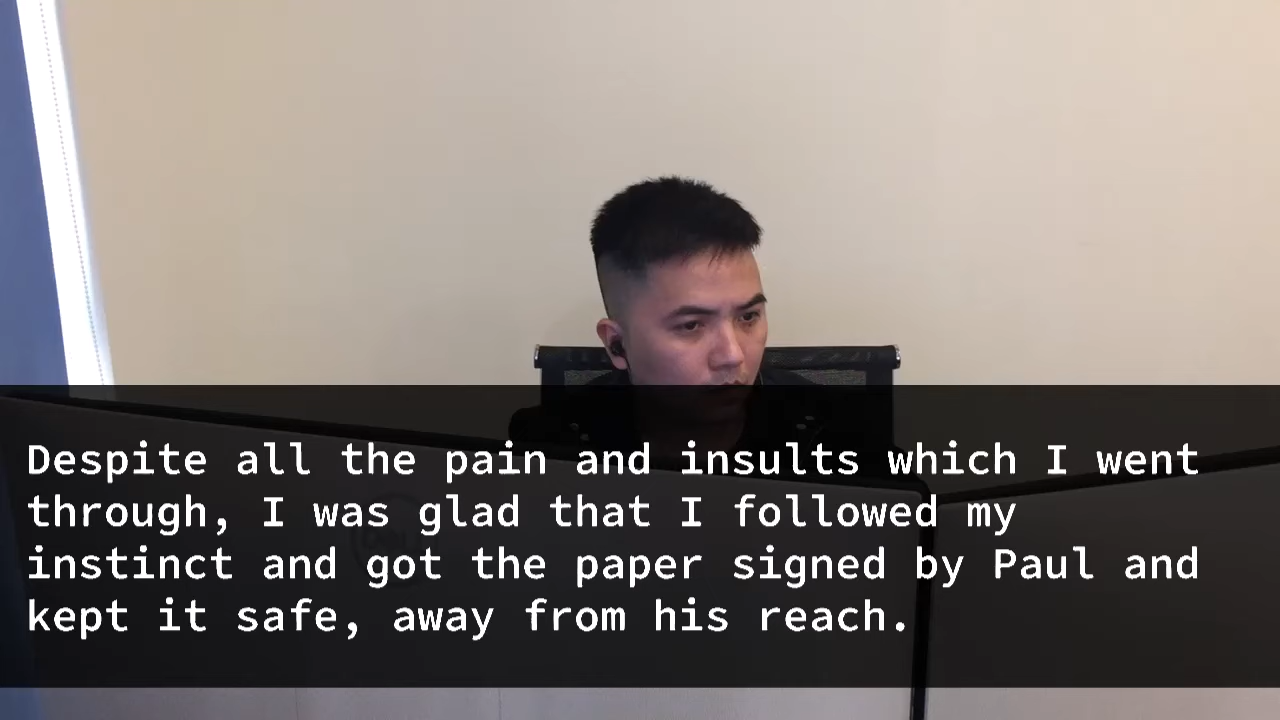 Despite all the pain and insults which I went
through, I was glad that I followed my
instinct and got the paper signed by Paul and
kept it safe, away from his reach.